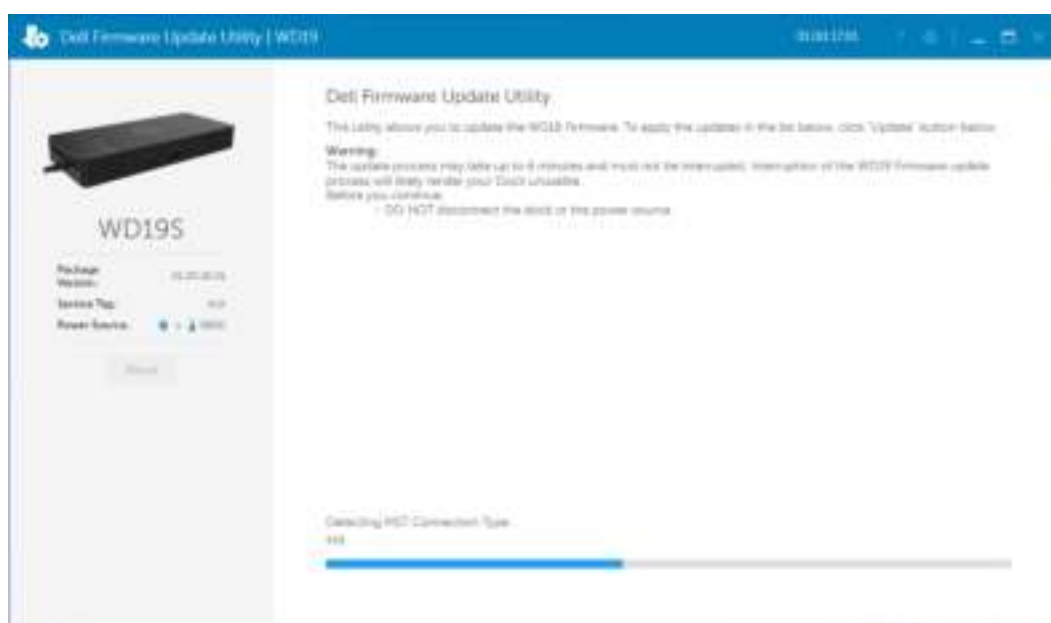 Dell Firmware Update Utility | WD19
Dell Firmware Update Utility
This utility allows you to update the WD19 firmware. To apply the updates in the list below, click "Update" button below.
Warning:
The update process may take up to minutes and must not be interrupted. Interruption of the WD19 Firmware update
process will likely render your Dock unusable.
Before you continue:
- DO NOT disconnect the dock or the power source
WD19S
Package
Version:
Service Tag:
Power Source:
Detecting MST Connection Type